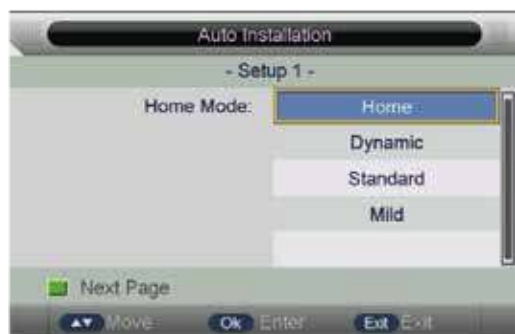 Auto Installation
- Setup 1 -
Home Mode: Home
Dynamic
Standard
Mild
Next Page
▲▼ Move Ok Enter Exit Exit